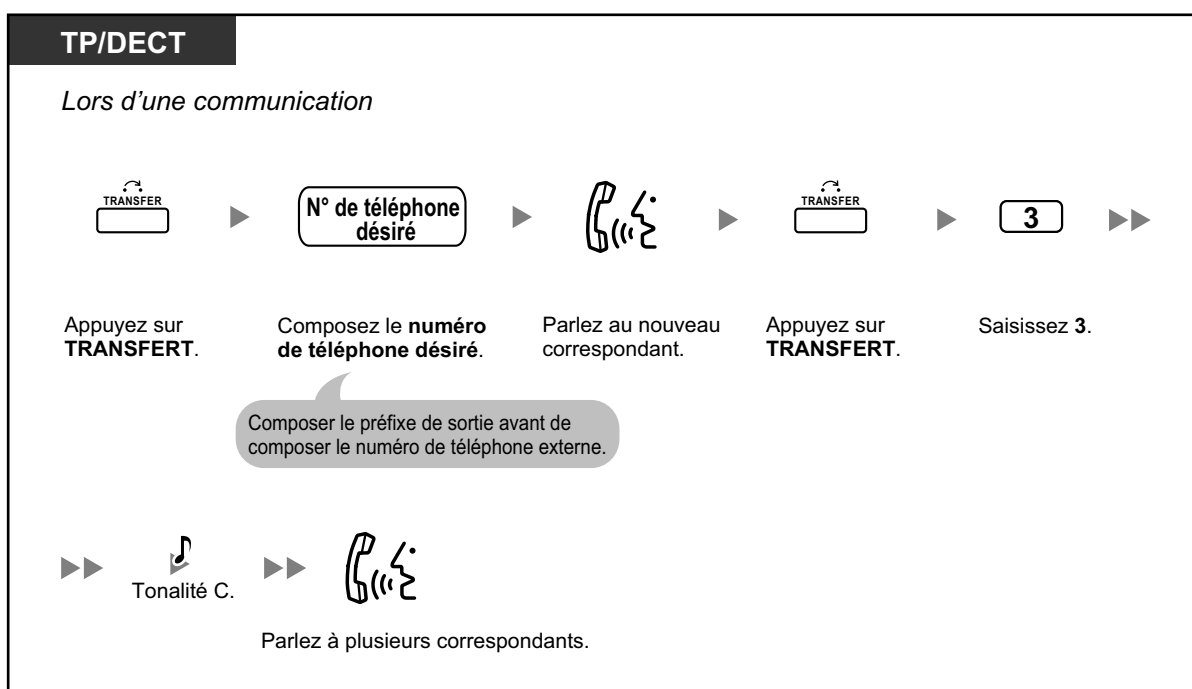 TP/DECT
Lors d'une communication
TRANSFER
N° de téléphone
désiré
TRANSFER
3
Appuyez sur
TRANSFERT.
Composez le numéro
de téléphone désiré.
Parlez au nouveau
correspondant.
Appuyez sur
TRANSFERT.
Saisissez 3.
Composer le préfixe de sortie avant de
composer le numéro de téléphone externe.
Tonalité C.
Parlez à plusieurs correspondants.